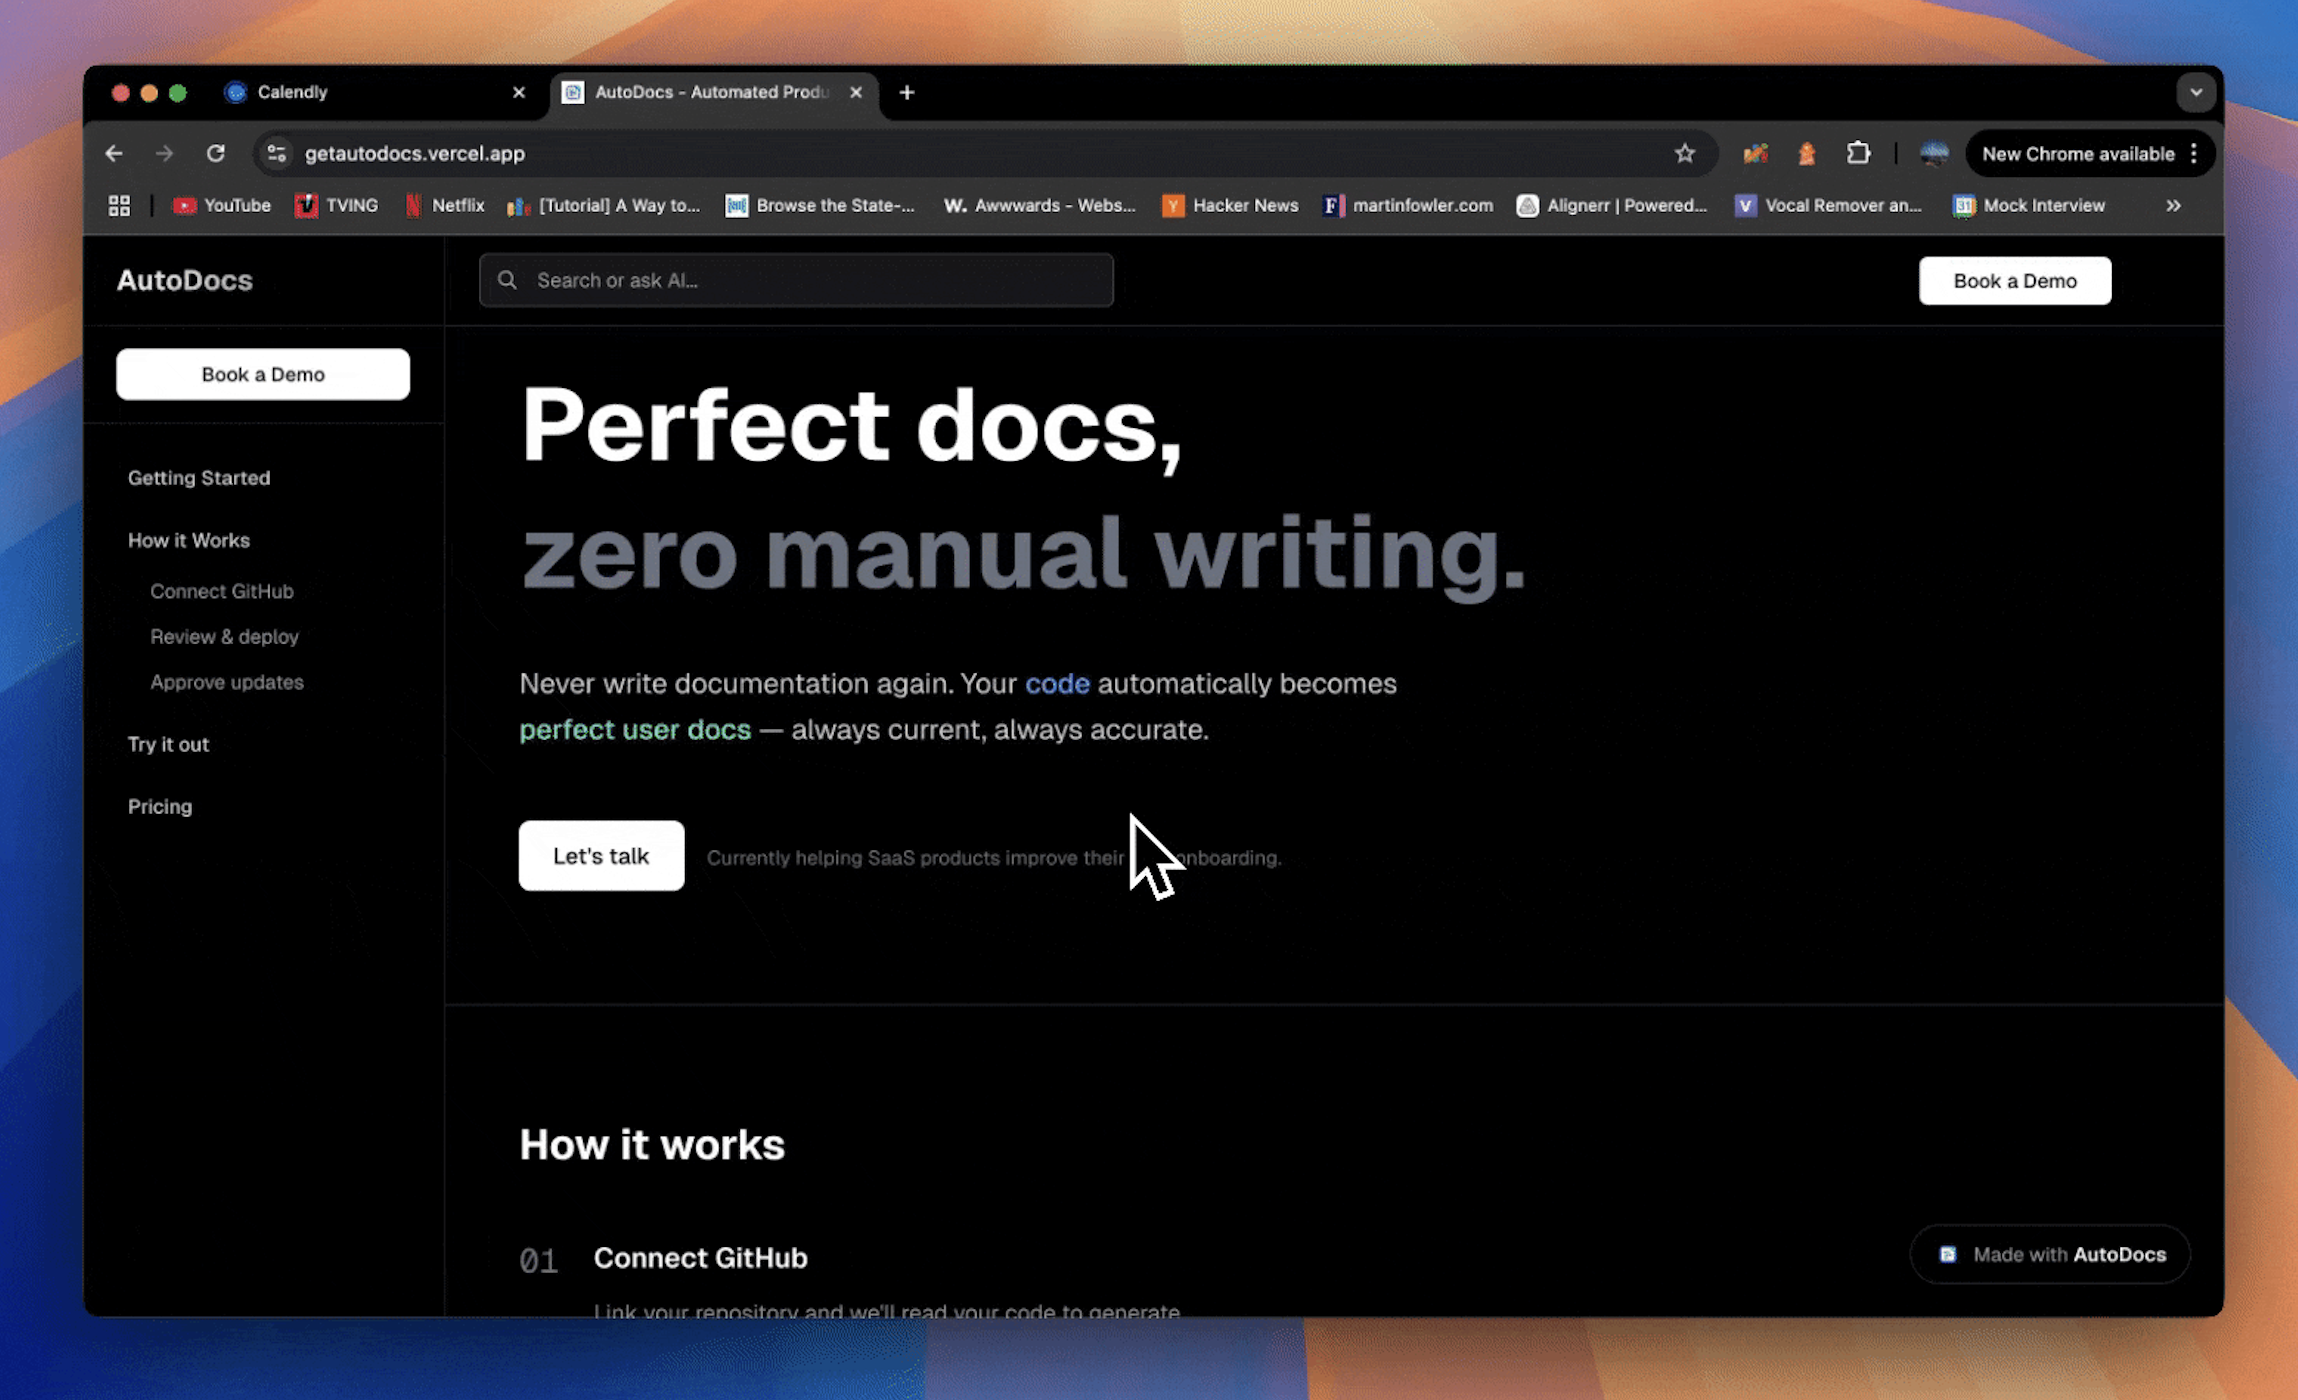 Calendly
AutoDocs - Automated Produ
getautodocs.vercel.app
New Chrome available
YouTube
TVING
Netflix
[Tutorial] A Way to...
Browse the State-...
W. Awwwards - Webs...
Y Hacker News
F martinfowler.com
Alignerr | Powered...
V Vocal Remover an...
31 Mock Interview
AutoDocs
Search or ask AI...
Book a Demo
Book a Demo
Getting Started
How it Works
Connect GitHub
Review & deploy
Approve updates
Try it out
Pricing
Perfect docs,
zero manual writing.
Never write documentation again. Your code automatically becomes
perfect user docs — always current, always accurate.
Let's talk
Currently helping SaaS products improve their onboarding.
How it works
01 Connect GitHub
Link your repository and we'll read your code to generate
Made with AutoDocs